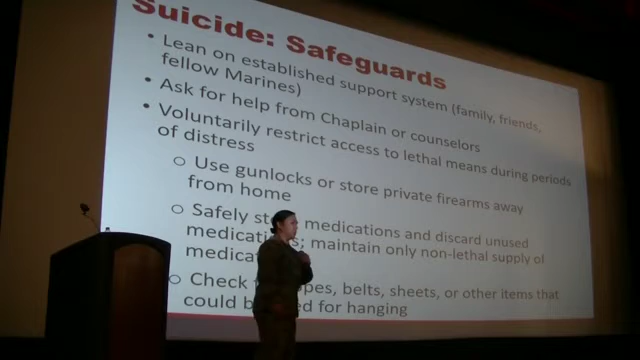 Suicide: Safeguards
• Lean on established support system (family, friends,
fellow Marines)
• Ask for help from Chaplain or counselors
• Voluntarily restrict access to lethal means during periods
of distress
o Use gunlocks or store private firearms away
from home
o Safely medications and discard unused
maintain only non-lethal supply of
o Check belts, sheets, or other items that
could for hanging